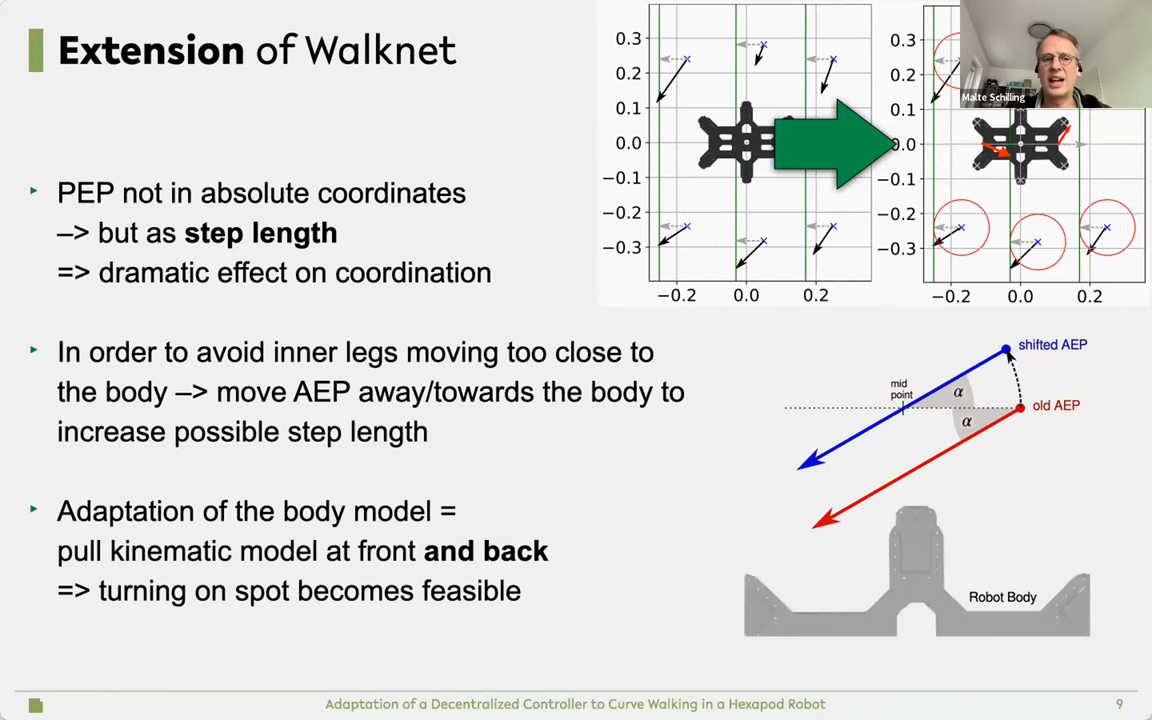 Extension of Walknet
PEP not in absolute coordinates
–> but as step length
=> dramatic effect on coordination
In order to avoid inner legs moving too close to
the body –> move AEP away/towards the body to
increase possible step length
Adaptation of the body model =
pull kinematic model at front and back
=> turning on spot becomes feasible
0.3
0.2
0.1
0.0
−0.1
−0.2
−0.3
−0.2 0.0 0.2
0.3
0.2
0.1
0.0
−0.1
−0.2
−0.3
−0.2 0.0 0.2
Malte Schilling
shifted AEP
mid
point
α
old AEP
α
Robot Body
Adaptation of a Decentralized Controller to Curve Walking in a Hexapod Robot
9